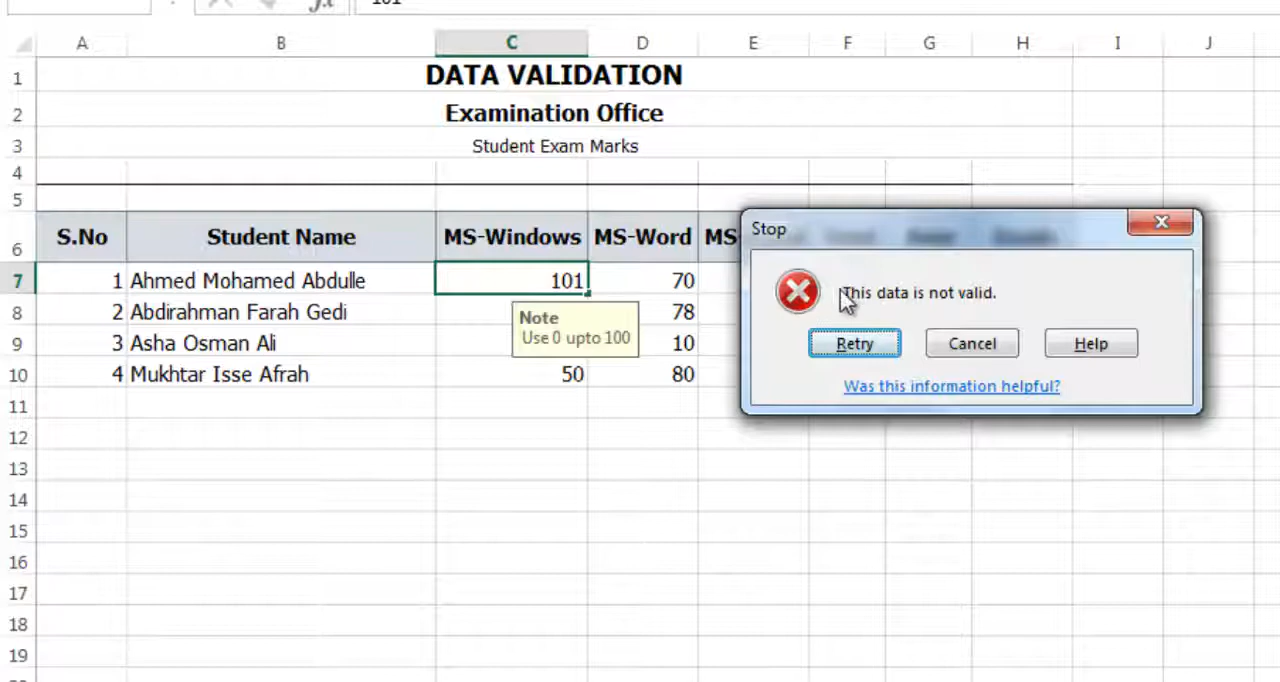 fx
101
A B C D E F G H I J
1 DATA VALIDATION
2 Examination Office
3 Student Exam Marks
4
5
6 S.No Student Name MS-Windows MS-Word
7 1 Ahmed Mohamed Abdulle 101 70
8 2 Abdirahman Farah Gedi 78
9 3 Asha Osman Ali 10
10 4 Mukhtar Isse Afrah 50 80
11
12
13
14
15
16
17
18
19
Note
Use 0 upto 100
Stop
This data is not valid.
Retry Cancel Help
Was this information helpful?